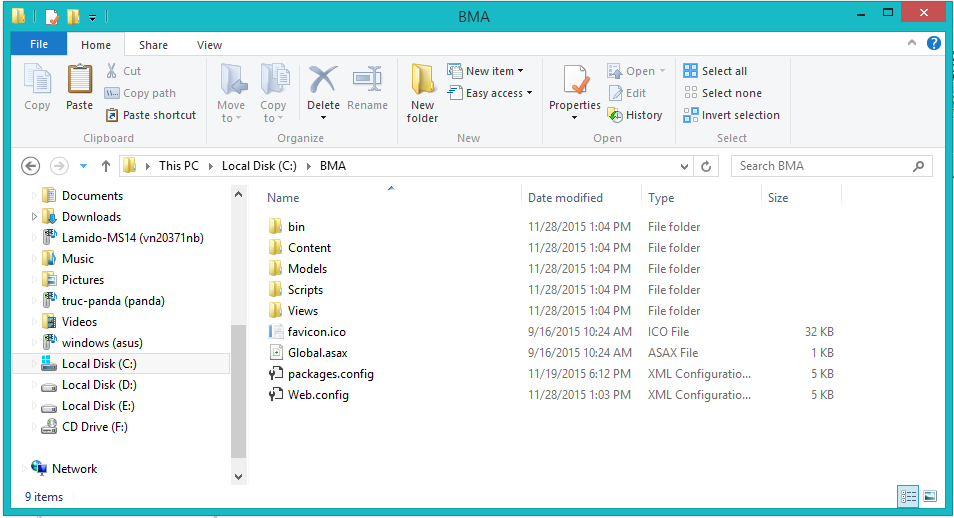 BMA
File Home Share View
Copy Paste Cut Copy path Paste shortcut Clipboard
Move to Copy to Delete Rename Organize
New folder New item Easy access New
Properties Open Edit History Open
Select all Select none Invert selection Select
This PC Local Disk (C:) BMA Search BMA
Documents
Downloads
Lamido-MS14 (vn20371nb)
Music
Pictures
truc-panda (panda)
Videos
windows (asus)
Local Disk (C:)
Local Disk (D:)
Local Disk (E:)
CD Drive (F:)
Network
Name Date modified Type Size
bin 11/28/2015 1:04 PM File folder
Content 11/28/2015 1:04 PM File folder
Models 11/28/2015 1:04 PM File folder
Scripts 11/28/2015 1:04 PM File folder
Views 11/28/2015 1:04 PM File folder
favicon.ico 9/16/2015 10:24 AM ICO File 32 KB
Global.asax 9/16/2015 10:24 AM ASAX File 1 KB
packages.config 11/19/2015 6:12 PM XML Configuratio... 5 KB
Web.config 11/28/2015 1:03 PM XML Configuratio... 5 KB
9 items